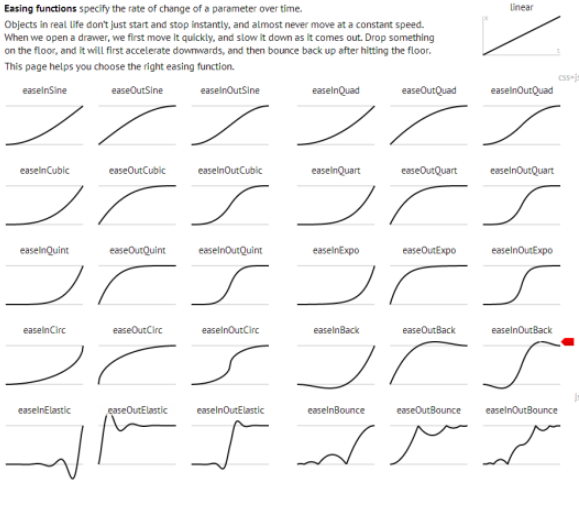 Easing functions specify the rate of change of a parameter over time.
linear
Objects in real life don't just start and stop instantly, and almost never move at a constant speed.
When we open a drawer, we first move it quickly, and slow it down as it comes out. Drop something
on the floor, and it will first accelerate downwards, and then bounce back up after hitting the floor.
This page helps you choose the right easing function.
easeInSine easeOutSine easeInOutSine easeInQuad easeOutQuad easeInOutQuad
easeInCubic easeOutCubic easeInOutCubic easeInQuart easeOutQuart easeInOutQuart
easeInQuint easeOutQuint easeInOutQuint easeInExpo easeOutExpo easeInOutExpo
easeInCirc easeOutCirc easeInOutCirc easeInBack easeOutBack easeInOutBack
easeInElastic easeOutElastic easeInOutElastic easeInBounce easeOutBounce easeInOutBounce